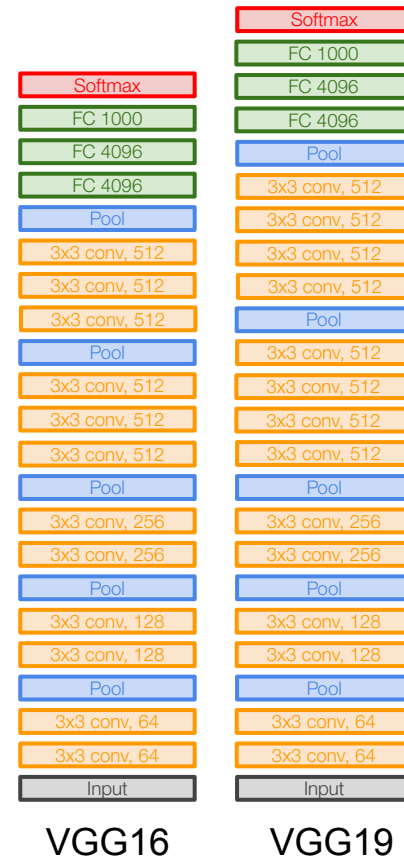 Softmax
FC 1000
FC 4096
FC 4096
Pool
3x3 conv, 512
3x3 conv, 512
3x3 conv, 512
Pool
3x3 conv, 512
3x3 conv, 512
3x3 conv, 512
Pool
3x3 conv, 256
3x3 conv, 256
Pool
3x3 conv, 128
3x3 conv, 128
Pool
3x3 conv, 64
3x3 conv, 64
Input
VGG16
Softmax
FC 1000
FC 4096
FC 4096
Pool
3x3 conv, 512
3x3 conv, 512
3x3 conv, 512
3x3 conv, 512
Pool
3x3 conv, 512
3x3 conv, 512
3x3 conv, 512
3x3 conv, 512
Pool
3x3 conv, 256
3x3 conv, 256
Pool
3x3 conv, 128
3x3 conv, 128
Pool
3x3 conv, 64
3x3 conv, 64
Input
VGG19